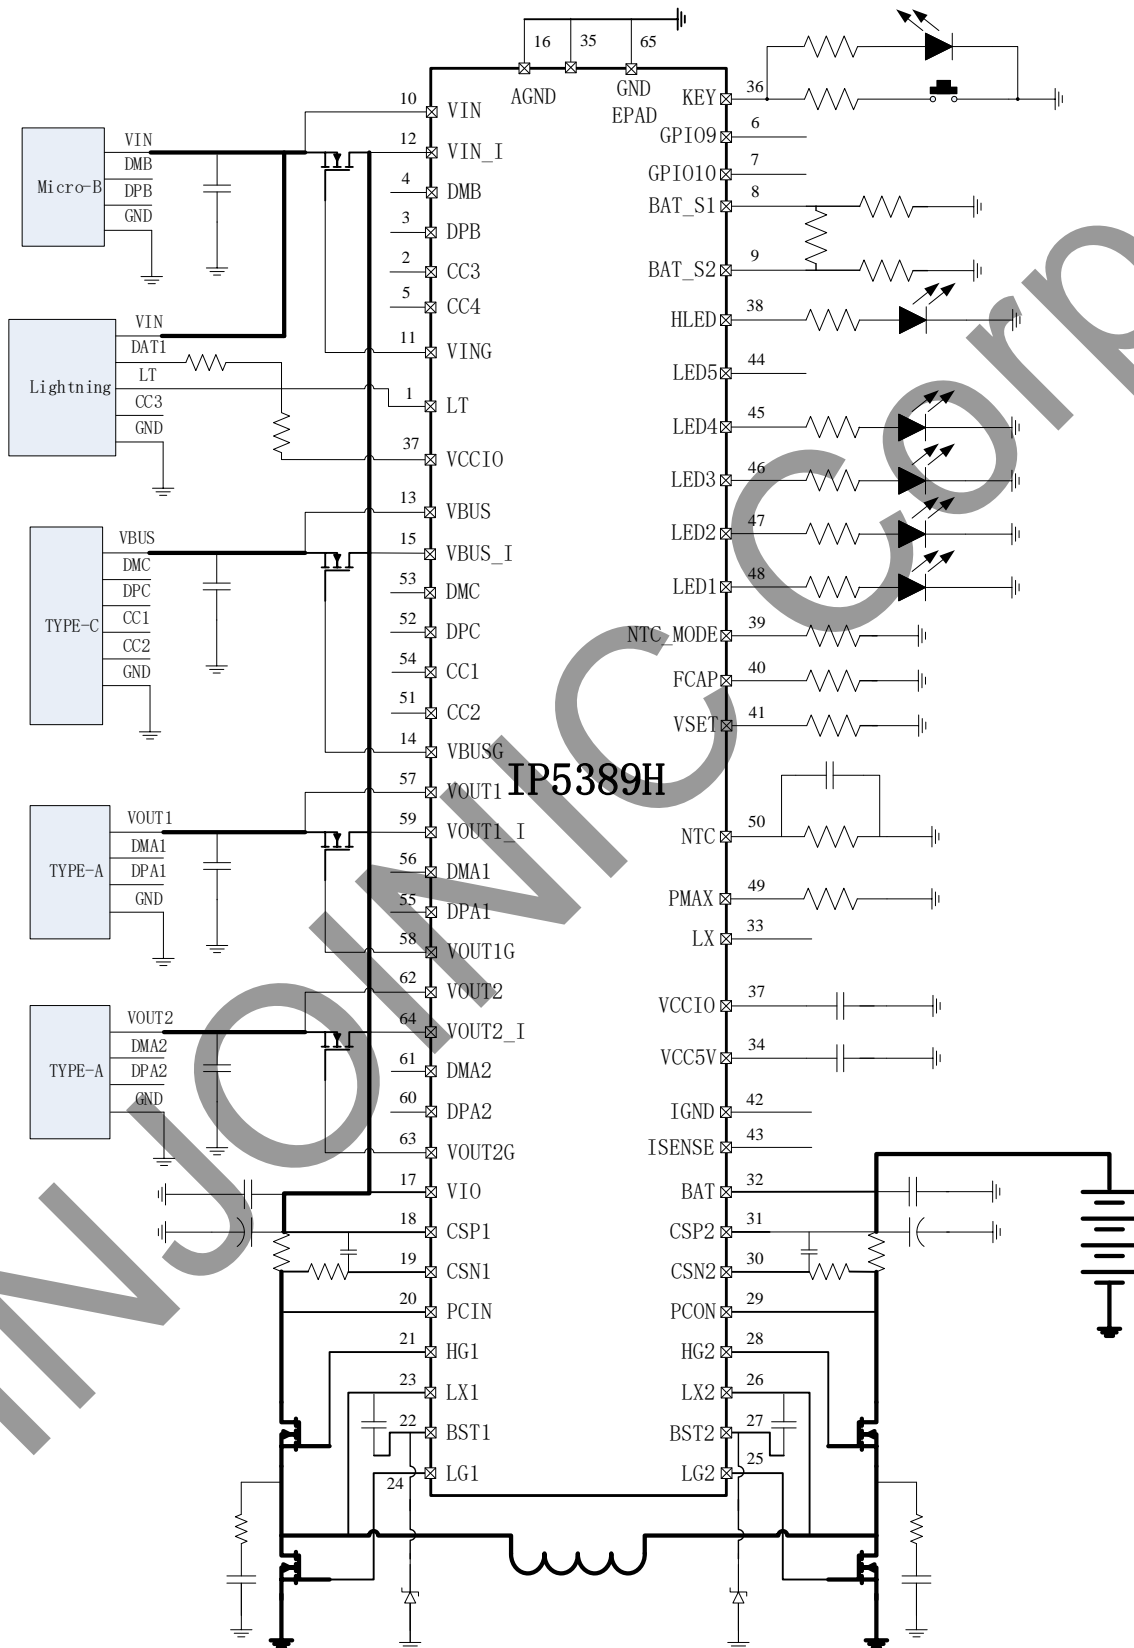 16
35
65
AGND
GND
EPAD
10
VIN
12
VIN_I
4
DMB
3
DPB
2
CC3
5
CC4
11
VING
1
LT
37
VCCIO
13
VBUS
15
VBUS_I
53
DMC
52
DPC
54
CC1
51
CC2
14
VBUSG
57
VOUT1
59
VOUT1_I
56
DMA1
55
DPA1
58
VOUT1G
62
VOUT2
64
VOUT2_I
61
DMA2
60
DPA2
63
VOUT2G
17
VIO
18
CSP1
19
CSN1
20
PCIN
21
HG1
23
LX1
22
BST1
24
LG1
IP5389H
KEY
36
GPIO9
6
GPIO10
7
BAT_S1
8
BAT_S2
9
HLED
38
LED5
44
LED4
45
LED3
46
LED2
47
LED1
48
NTC_MODE
39
FCAP
40
VSET
41
NTC
50
PMAX
49
LX
33
VCCIO
37
VCC5V
34
IGND
42
ISENSE
43
BAT
32
CSP2
31
CSN2
30
PCON
29
HG2
28
LX2
26
BST2
27
LG2
25
Micro-B
VIN
DMB
DPB
GND
Lightning
VIN
DAT1
LT
CC3
GND
TYPE-C
VBUS
DMC
DPC
CC1
CC2
GND
TYPE-A
VOUT1
DMA1
DPA1
GND
TYPE-A
VOUT2
DMA2
DPA2
GND
INJOINIC Corp